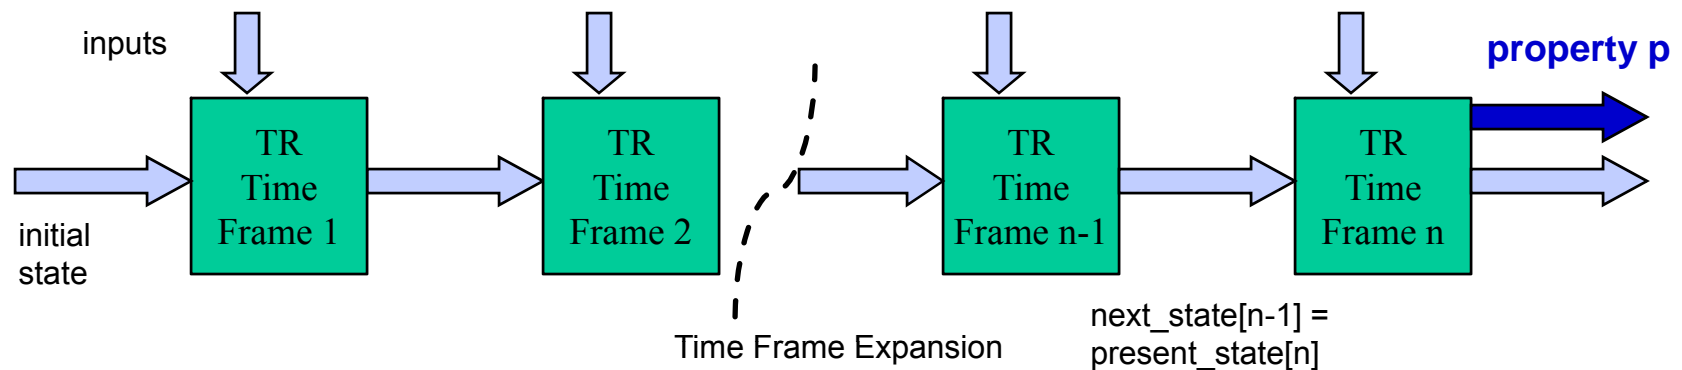 inputs
property p
TR
Time
Frame 1
TR
Time
Frame 2
TR
Time
Frame n-1
TR
Time
Frame n
initial
state
Time Frame Expansion
next_state[n-1] =
present_state[n]